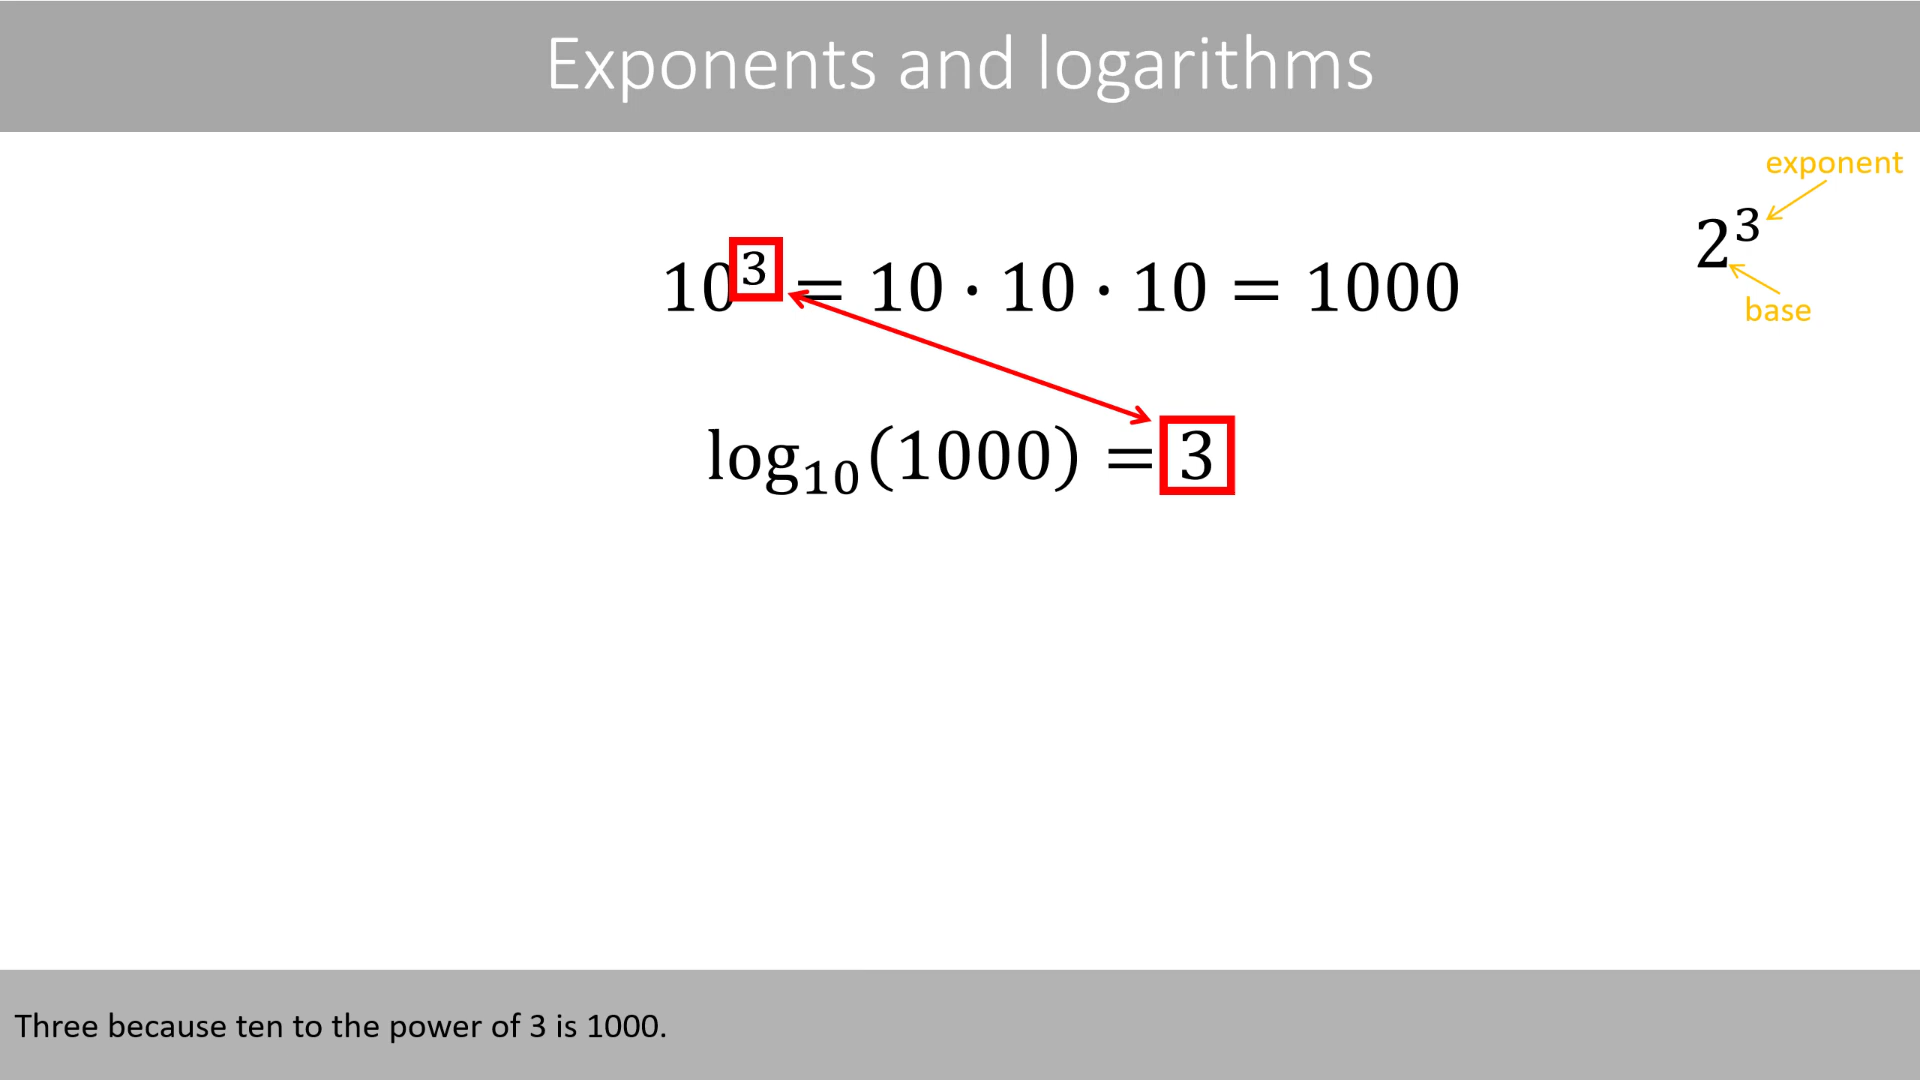 Exponents and logarithms
exponent
2³
base
10³ = 10 · 10 · 10 = 1000
log₁₀(1000) = 3
Three because ten to the power of 3 is 1000.